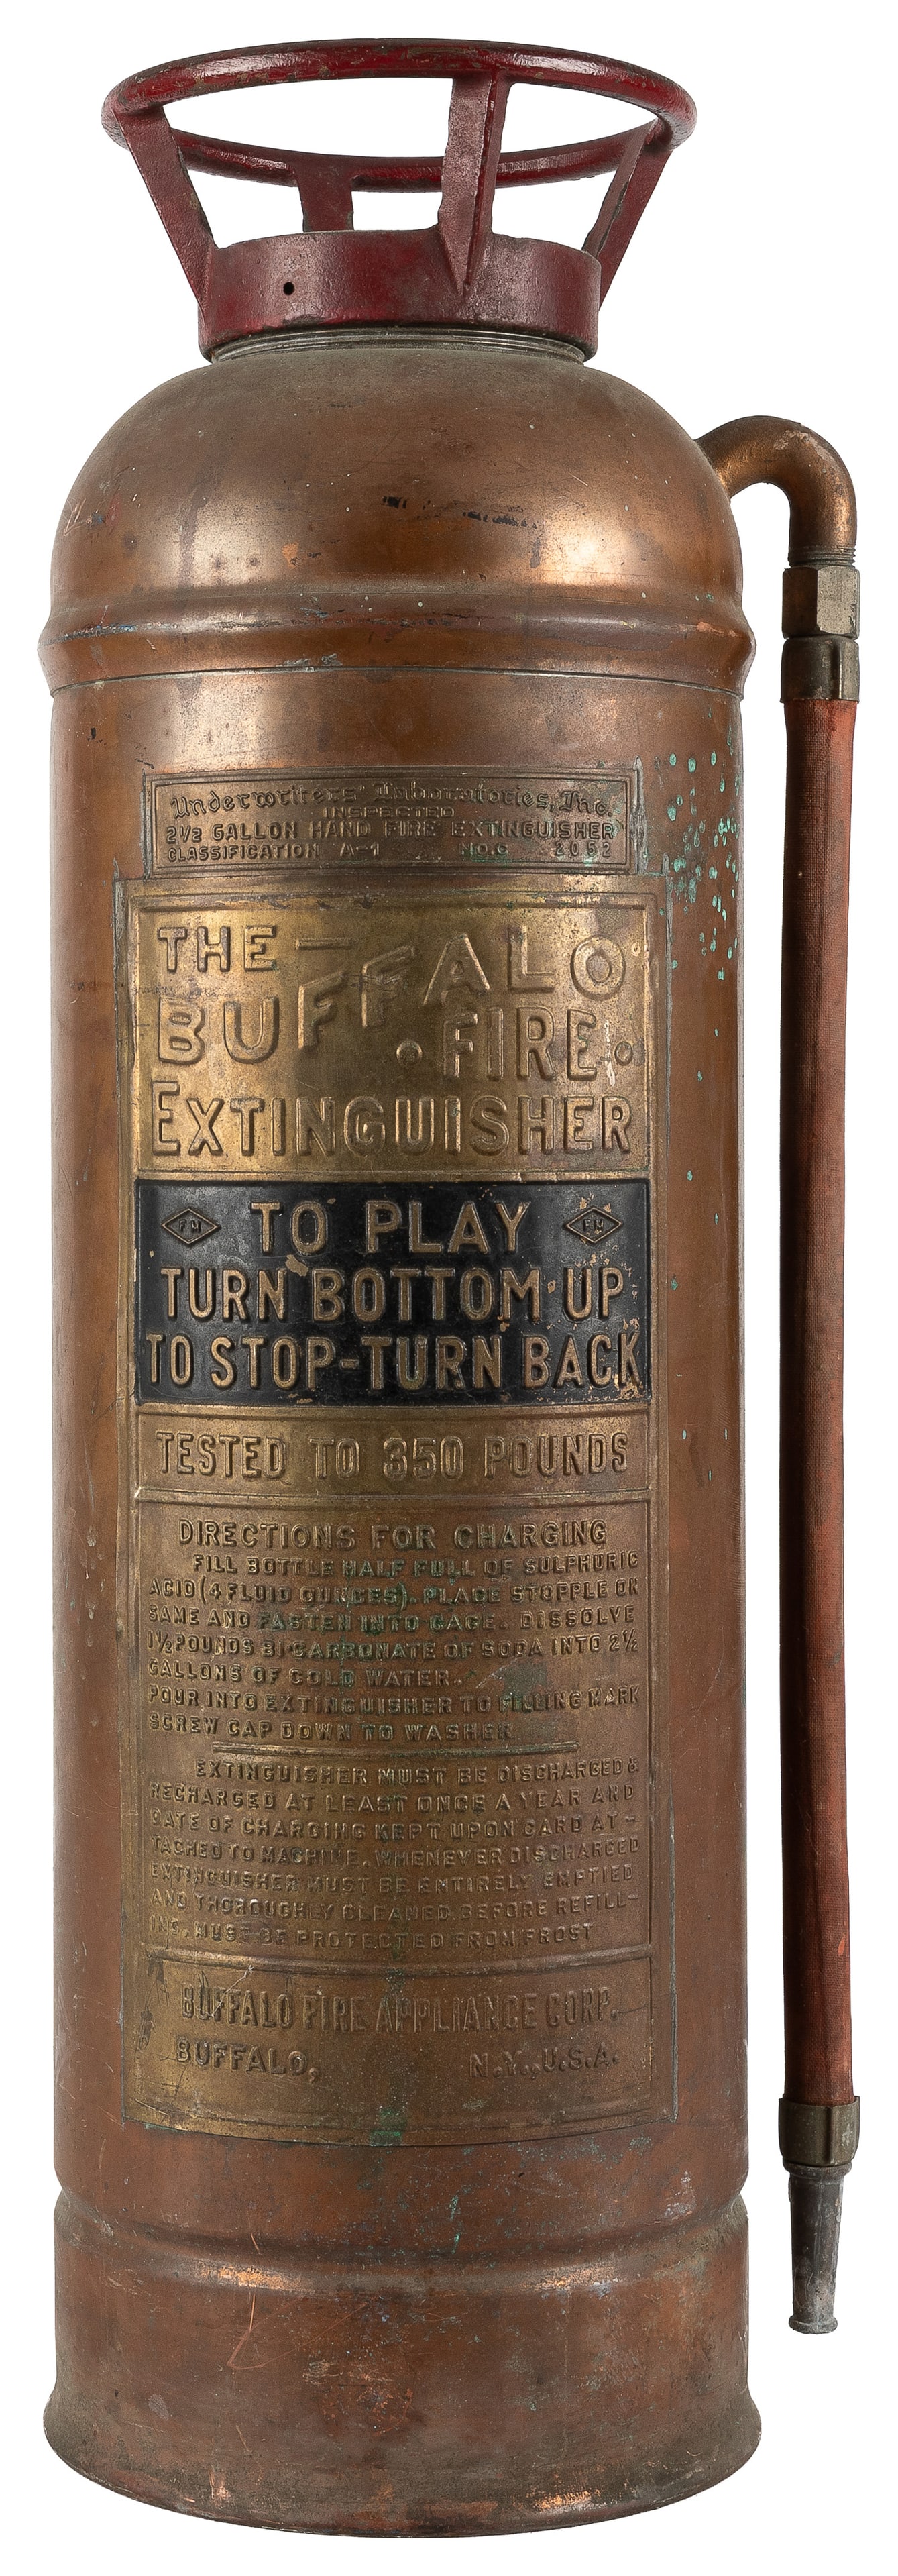 Underwriters' Laboratories, Inc.
INSPECTED
2½ GALLON HAND FIRE EXTINGUISHER
CLASSIFICATION A-1 NO.C 2052
THE BUFFALO
· FIRE ·
EXTINGUISHER
FM TO PLAY FM
TURN BOTTOM UP
TO STOP-TURN BACK
TESTED TO 350 POUNDS
DIRECTIONS FOR CHARGING
FILL BOTTLE HALF FULL OF SULPHURIC
ACID (4 FLUID OUNCES). PLACE STOPPLE ON
SAME AND FASTEN INTO CAGE. DISSOLVE
1½ POUNDS BI-CARBONATE OF SODA INTO 2½
GALLONS OF COLD WATER.
POUR INTO EXTINGUISHER TO FILLING MARK
SCREW CAP DOWN TO WASHER
EXTINGUISHER MUST BE DISCHARGED &
RECHARGED AT LEAST ONCE A YEAR AND
DATE OF CHARGING KEPT UPON CARD AT-
TACHED TO MACHINE. WHENEVER DISCHARGED
EXTINGUISHER MUST BE ENTIRELY EMPTIED
AND THOROUGHLY CLEANED BEFORE REFILL-
ING. MUST BE PROTECTED FROM FROST
BUFFALO FIRE APPLIANCE CORP.
BUFFALO, N.Y., U.S.A.